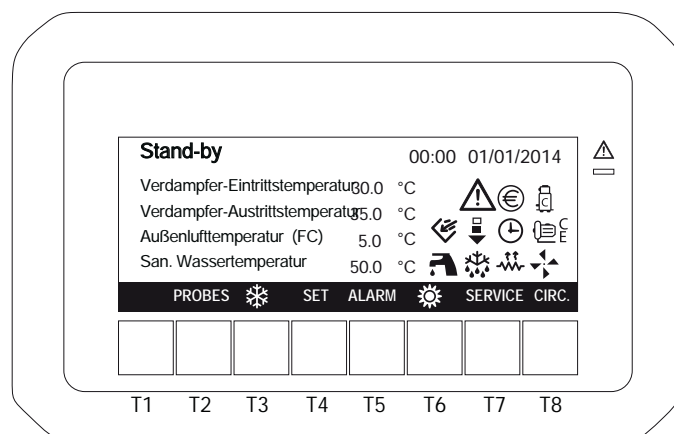 Stand-by 00:00 01/01/2014
Verdampfer-Eintrittstemperatur 30.0 °C
Verdampfer-Austrittstemperatur 35.0 °C
Außenlufttemperatur (FC) 5.0 °C
San. Wassertemperatur 50.0 °C
€ C
C
E
PROBES SET ALARM SERVICE CIRC.
T1 T2 T3 T4 T5 T6 T7 T8